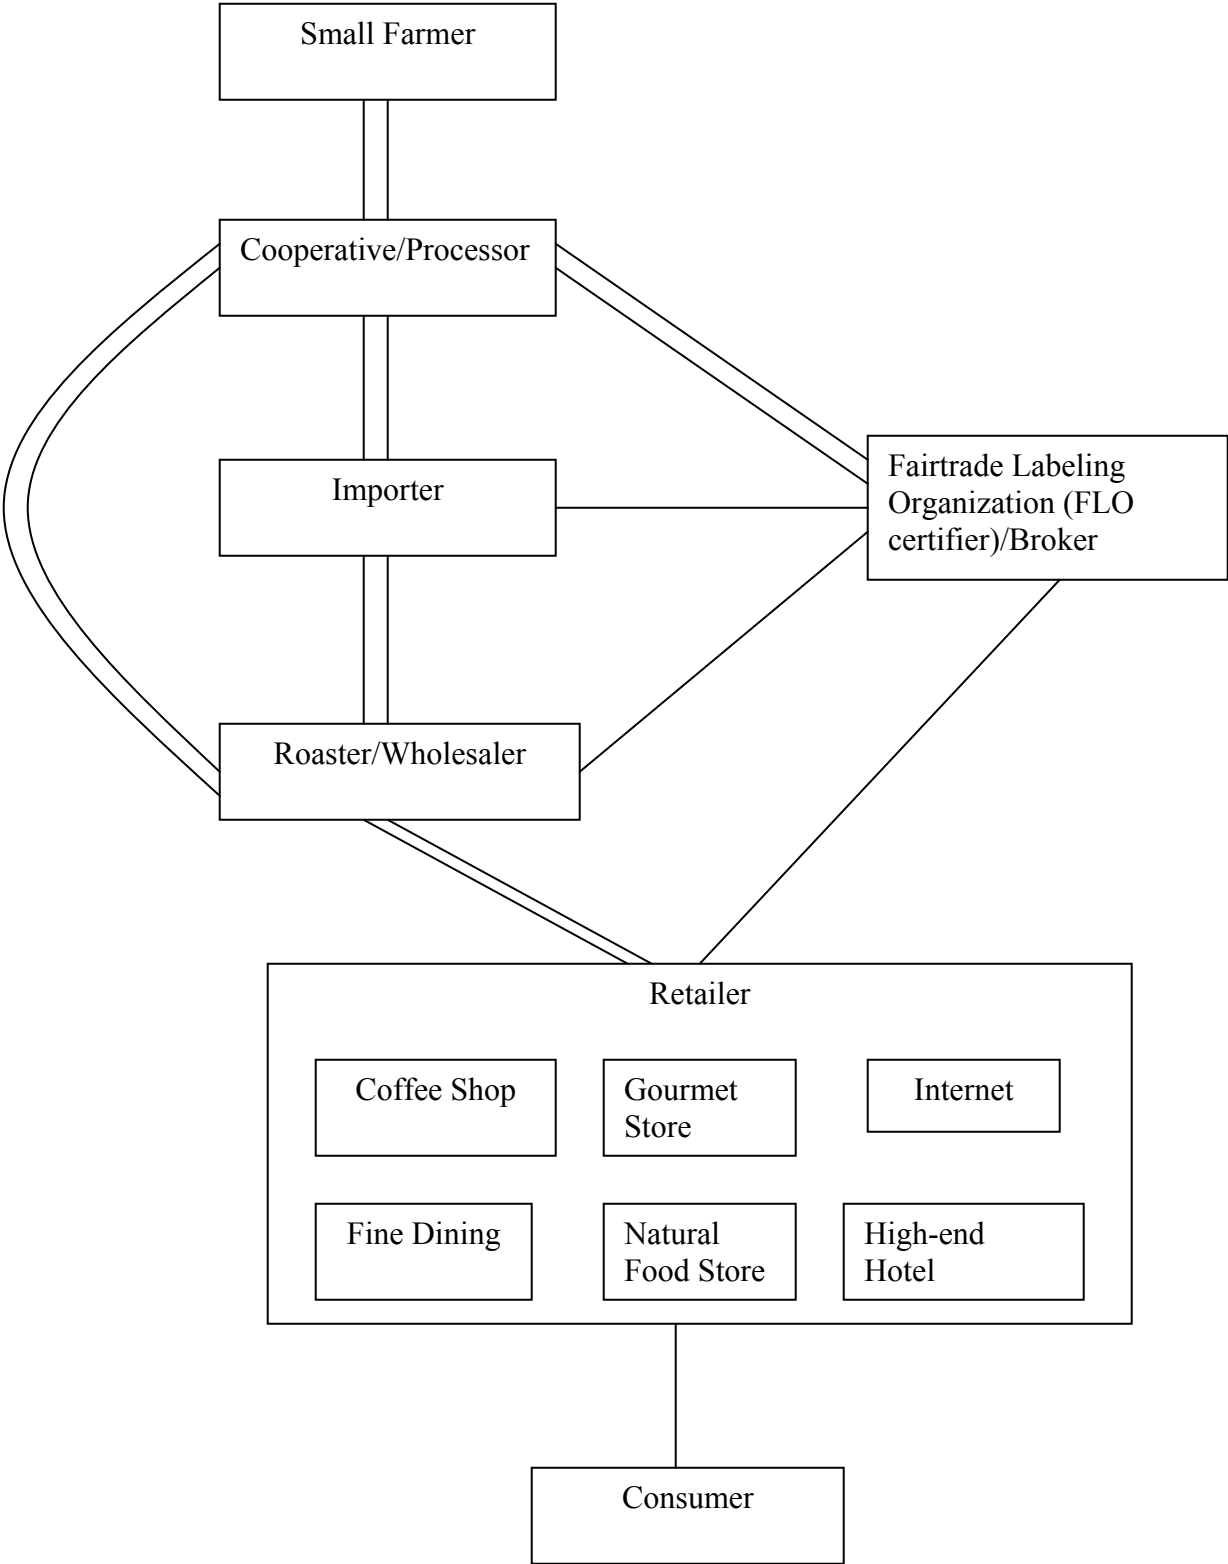 Small Farmer
Cooperative/Processor
Importer
Fairtrade Labeling
Organization (FLO
certifier)/Broker
Roaster/Wholesaler
Retailer
Coffee Shop
Gourmet
Store
Internet
Fine Dining
Natural
Food Store
High-end
Hotel
Consumer